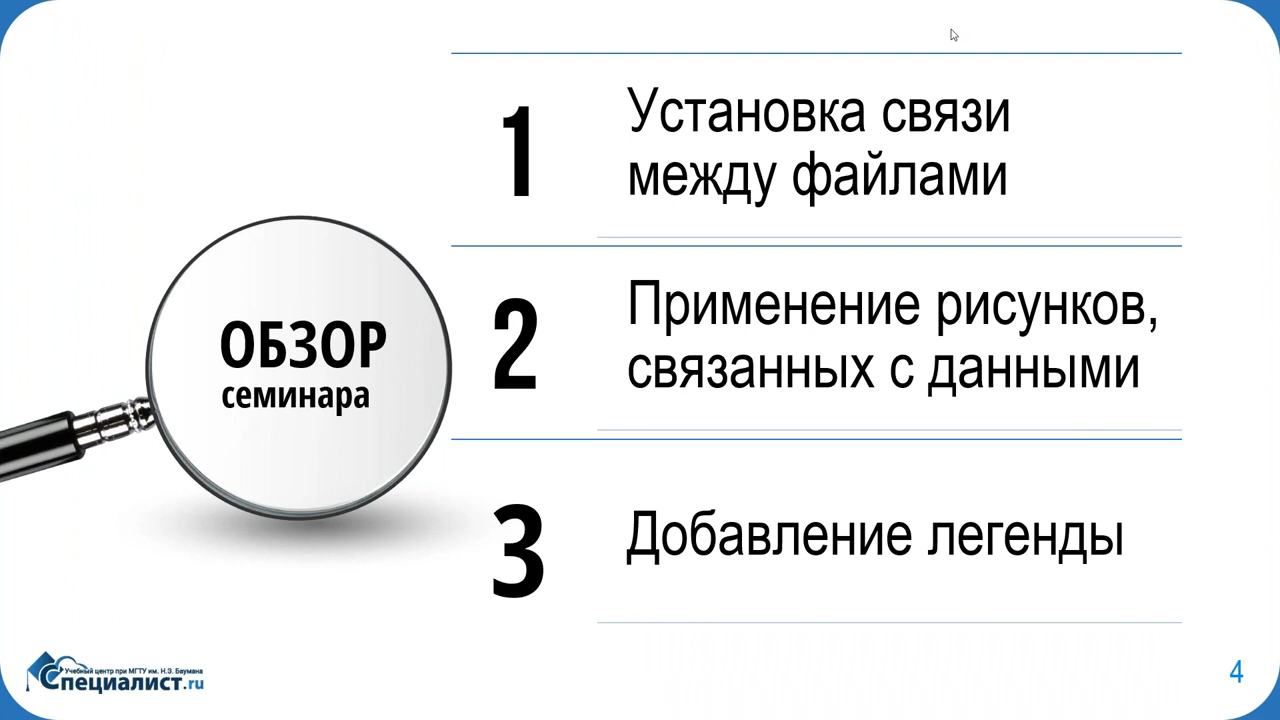 ОБЗОР
семинара
1
Установка связи
между файлами
2
Применение рисунков,
связанных с данными
3
Добавление легенды
Учебный центр при МГТУ им. Н.Э. Баумана
Специалист.ru
4